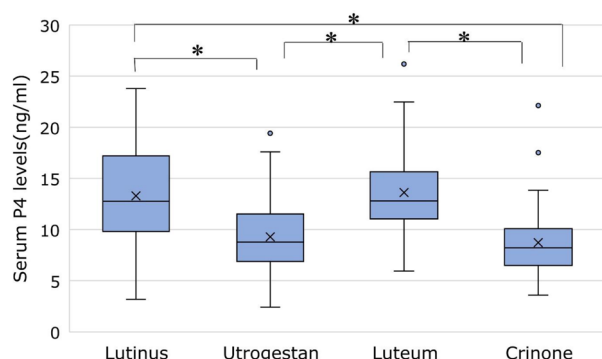 *
* * *
30
25
20
15
10
5
0
Serum P4 levels(ng/ml)
Lutinus Utrogestan Luteum Crinone